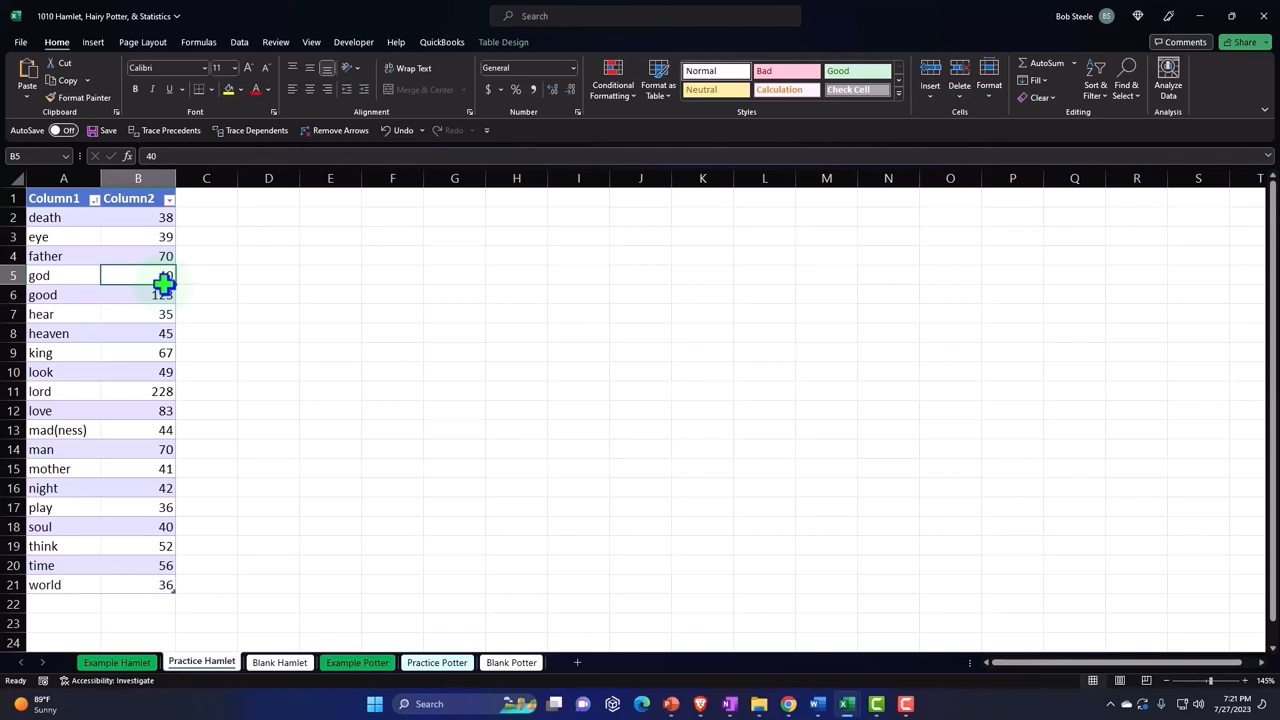 1010 Hamlet, Hairy Potter, & Statistics
Search
Bob Steele
BS
File Home Insert Page Layout Formulas Data Review View Developer Help QuickBooks Table Design
Comments
Share
Paste
Cut
Copy
Format Painter
Clipboard
Calibri 11
B I U
Font
Wrap Text
Merge & Center
Alignment
General
Number
Conditional Formatting
Format as Table
Normal Bad Good
Neutral Calculation Check Cell
Styles
Insert Delete Format
Cells
AutoSum
Fill
Clear
Sort & Filter
Find & Select
Editing
Analyze Data
Analysis
AutoSave Off Save Trace Precedents Trace Dependents Remove Arrows Undo Redo
B5 fx 40
A B C D E F G H I J K L M N O P Q R S T
1 Column1 Column2
2 death 38
3 eye 39
4 father 70
5 god
6 good
7 hear 35
8 heaven 45
9 king 67
10 look 49
11 lord 228
12 love 83
13 mad(ness) 44
14 man 70
15 mother 41
16 night 42
17 play 36
18 soul 40
19 think 52
20 time 56
21 world 36
22
23
24
Example Hamlet Practice Hamlet Blank Hamlet Example Potter Practice Potter Blank Potter
Ready Accessibility: Investigate 145%
89°F
Sunny
Search
7:21 PM
7/27/2023